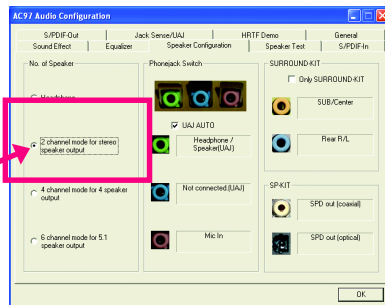 AC97 Audio Configuration
S/PDIF-Out
Jack Sense/UAJ
HRTF Demo
General
Sound Effect
Equalizer
Speaker Configuration
Speaker Test
S/PDIF-In
No. of Speaker
Headphone
2 channel mode for stereo
speaker output
4 channel mode for 4 speaker
output
6 channel mode for 5.1
speaker output
Phonejack Switch
UAJ AUTO
Headphone /
Speaker(UAJ)
Not connected.(UAJ)
Mic In
SURROUND-KIT
Only SURROUND-KIT
SUB/Center
Rear R/L
SP-KIT
SPD out (coaxial)
SPD out (optical)
OK